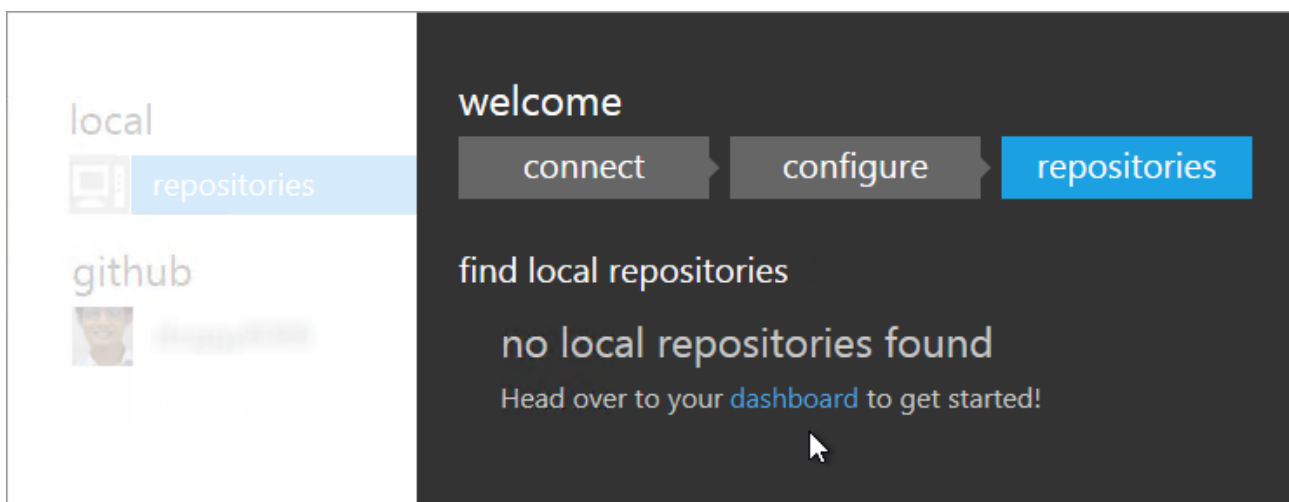 local
repositories
github
welcome
connect
configure
repositories
find local repositories
no local repositories found
Head over to your dashboard to get started!